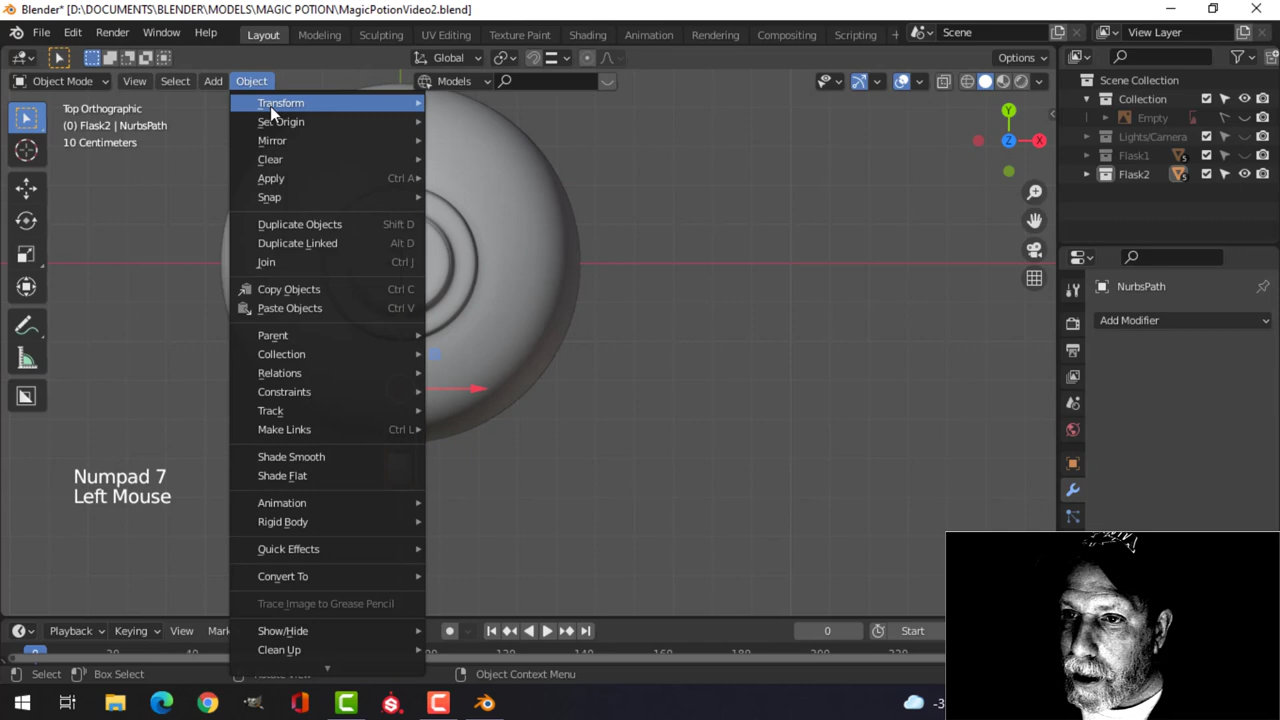 Blender* [D:\DOCUMENTS\BLENDER\MODELS\MAGIC POTION\MagicPotionVideo2.blend]
File Edit Render Window Help Layout Modeling Sculpting UV Editing Texture Paint Shading Animation Rendering Compositing Scripting Scene View Layer
Global Options
Object Mode View Select Add Object Models
Top Orthographic
(0) Flask2 | NurbsPath
10 Centimeters
Transform
Set Origin
Mirror
Clear
Apply Ctrl A
Snap
Duplicate Objects Shift D
Duplicate Linked Alt D
Join Ctrl J
Copy Objects Ctrl C
Paste Objects Ctrl V
Parent
Collection
Relations
Constraints
Track
Make Links Ctrl L
Shade Smooth
Shade Flat
Animation
Rigid Body
Quick Effects
Convert To
Trace Image to Grease Pencil
Show/Hide
Clean Up
Y
Z X
Scene Collection
Collection
Empty
Lights/Camera
Flask1 5
Flask2 5
NurbsPath
Add Modifier
Numpad 7
Left Mouse
Playback Keying View 0 Start
0
Select Box Select Object Context Menu